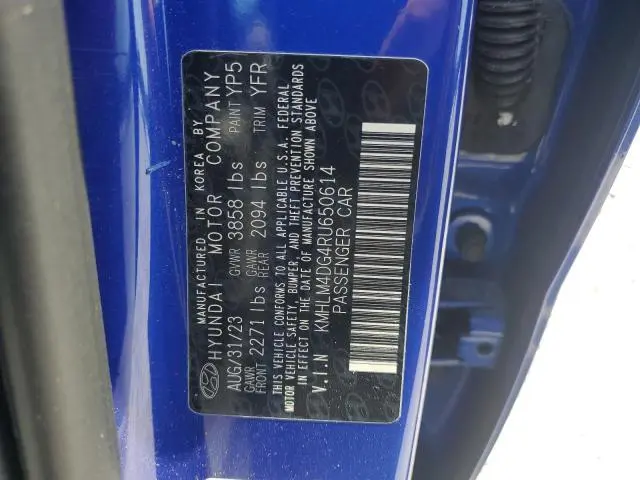 MANUFACTURED IN KOREA BY
HYUNDAI MOTOR COMPANY
AUG/31/23 GVWR 3858 lbs PAINT YP5
GAWR FRONT 2271 lbs GAWR REAR 2094 lbs TRIM YFR
THIS VEHICLE CONFORMS TO ALL APPLICABLE U.S.A. FEDERAL
MOTOR VEHICLE SAFETY, BUMPER, AND THEFT PREVENTION STANDARDS
IN EFFECT ON THE DATE OF MANUFACTURE SHOWN ABOVE
V.I.N KMHLM4DG4RU650614
PASSENGER CAR